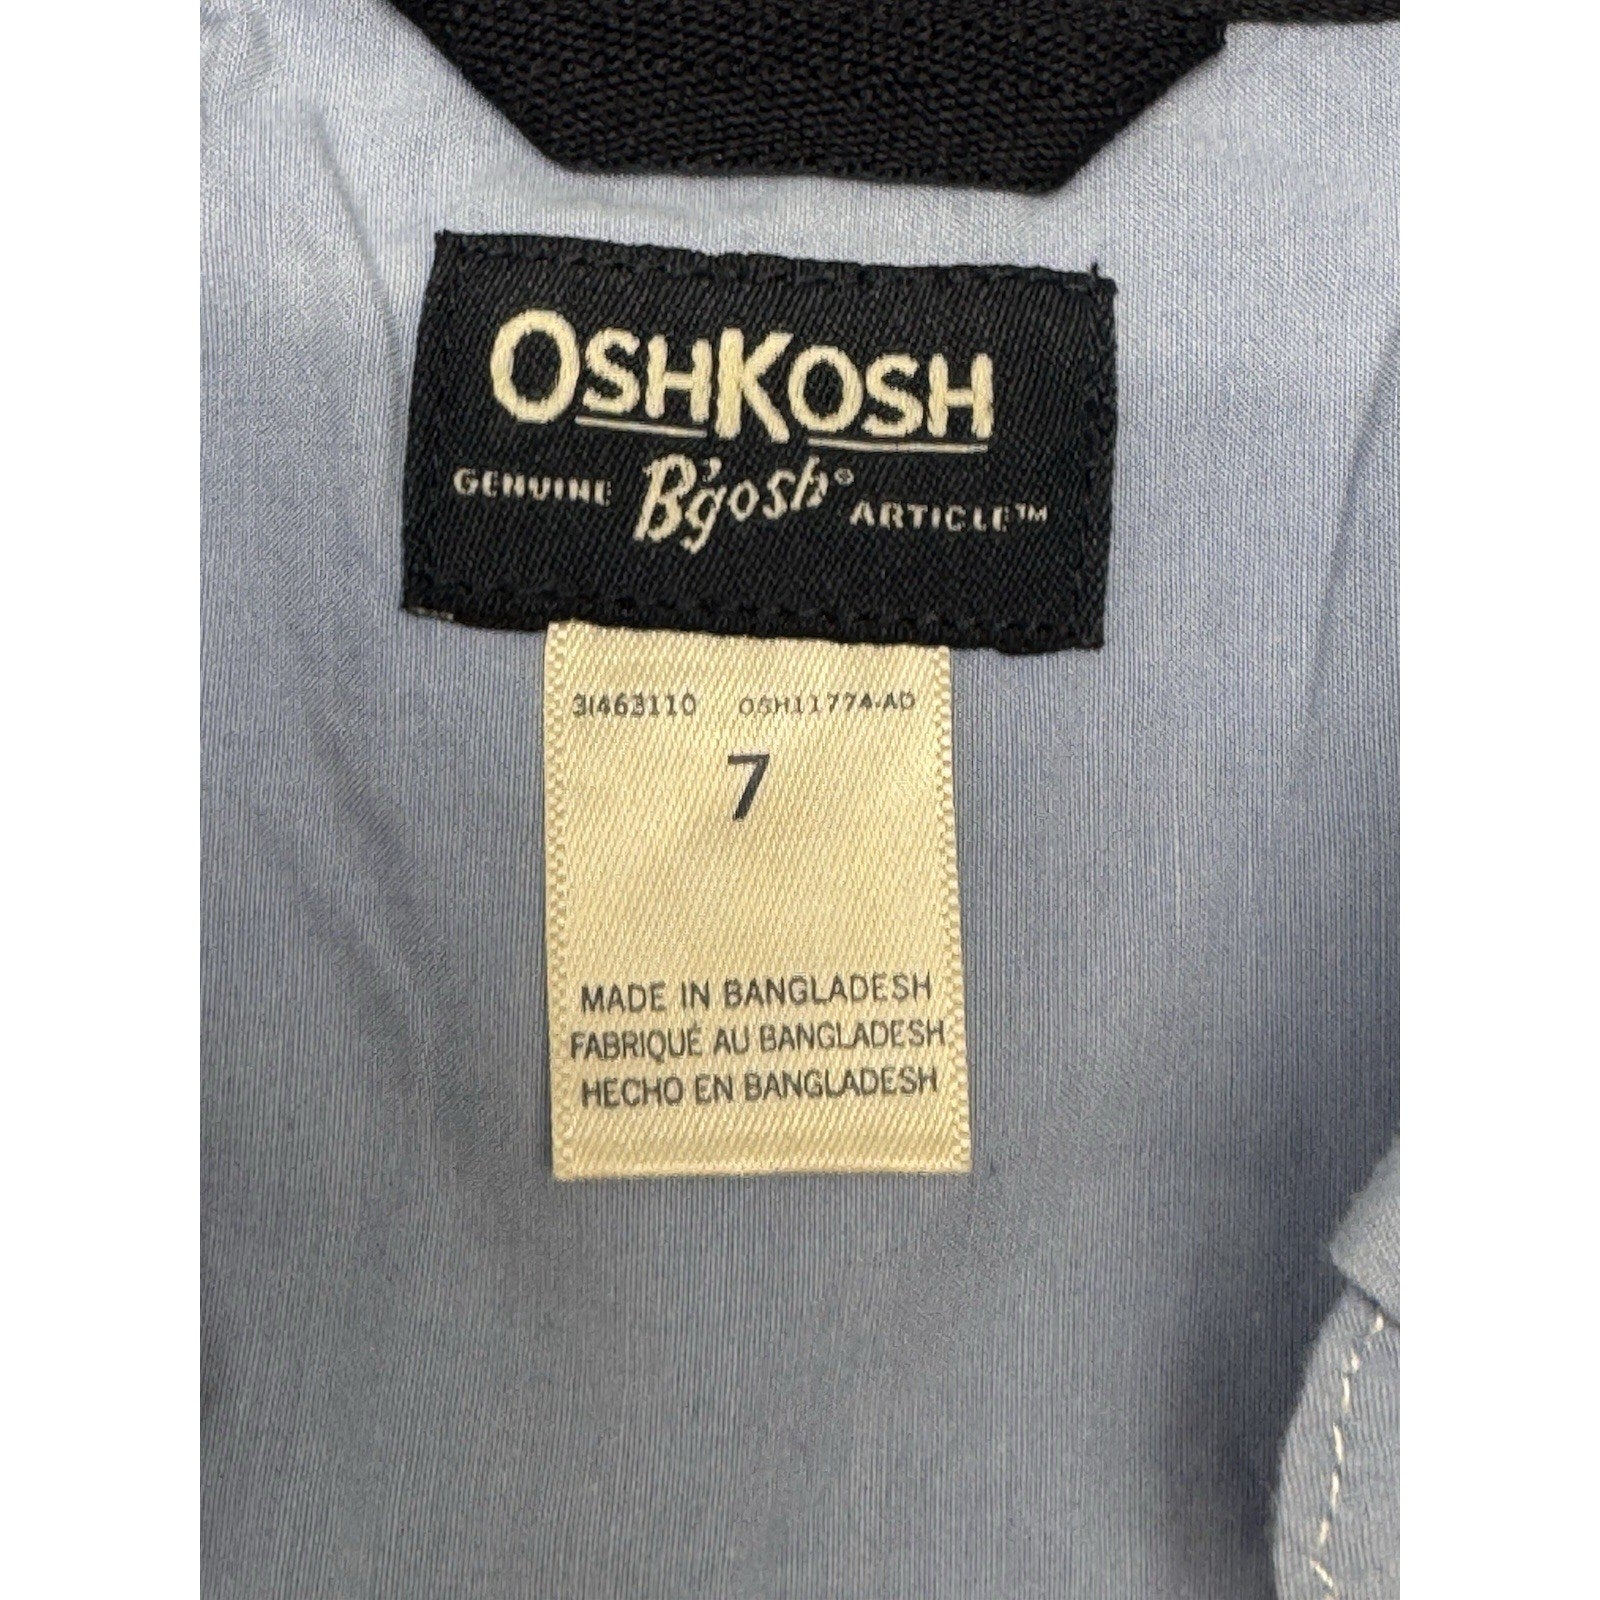 OSHKOSH
GENUINE B'gosh® ARTICLE™
31463110 OSH11774-AD
7
MADE IN BANGLADESH
FABRIQUÉ AU BANGLADESH
HECHO EN BANGLADESH